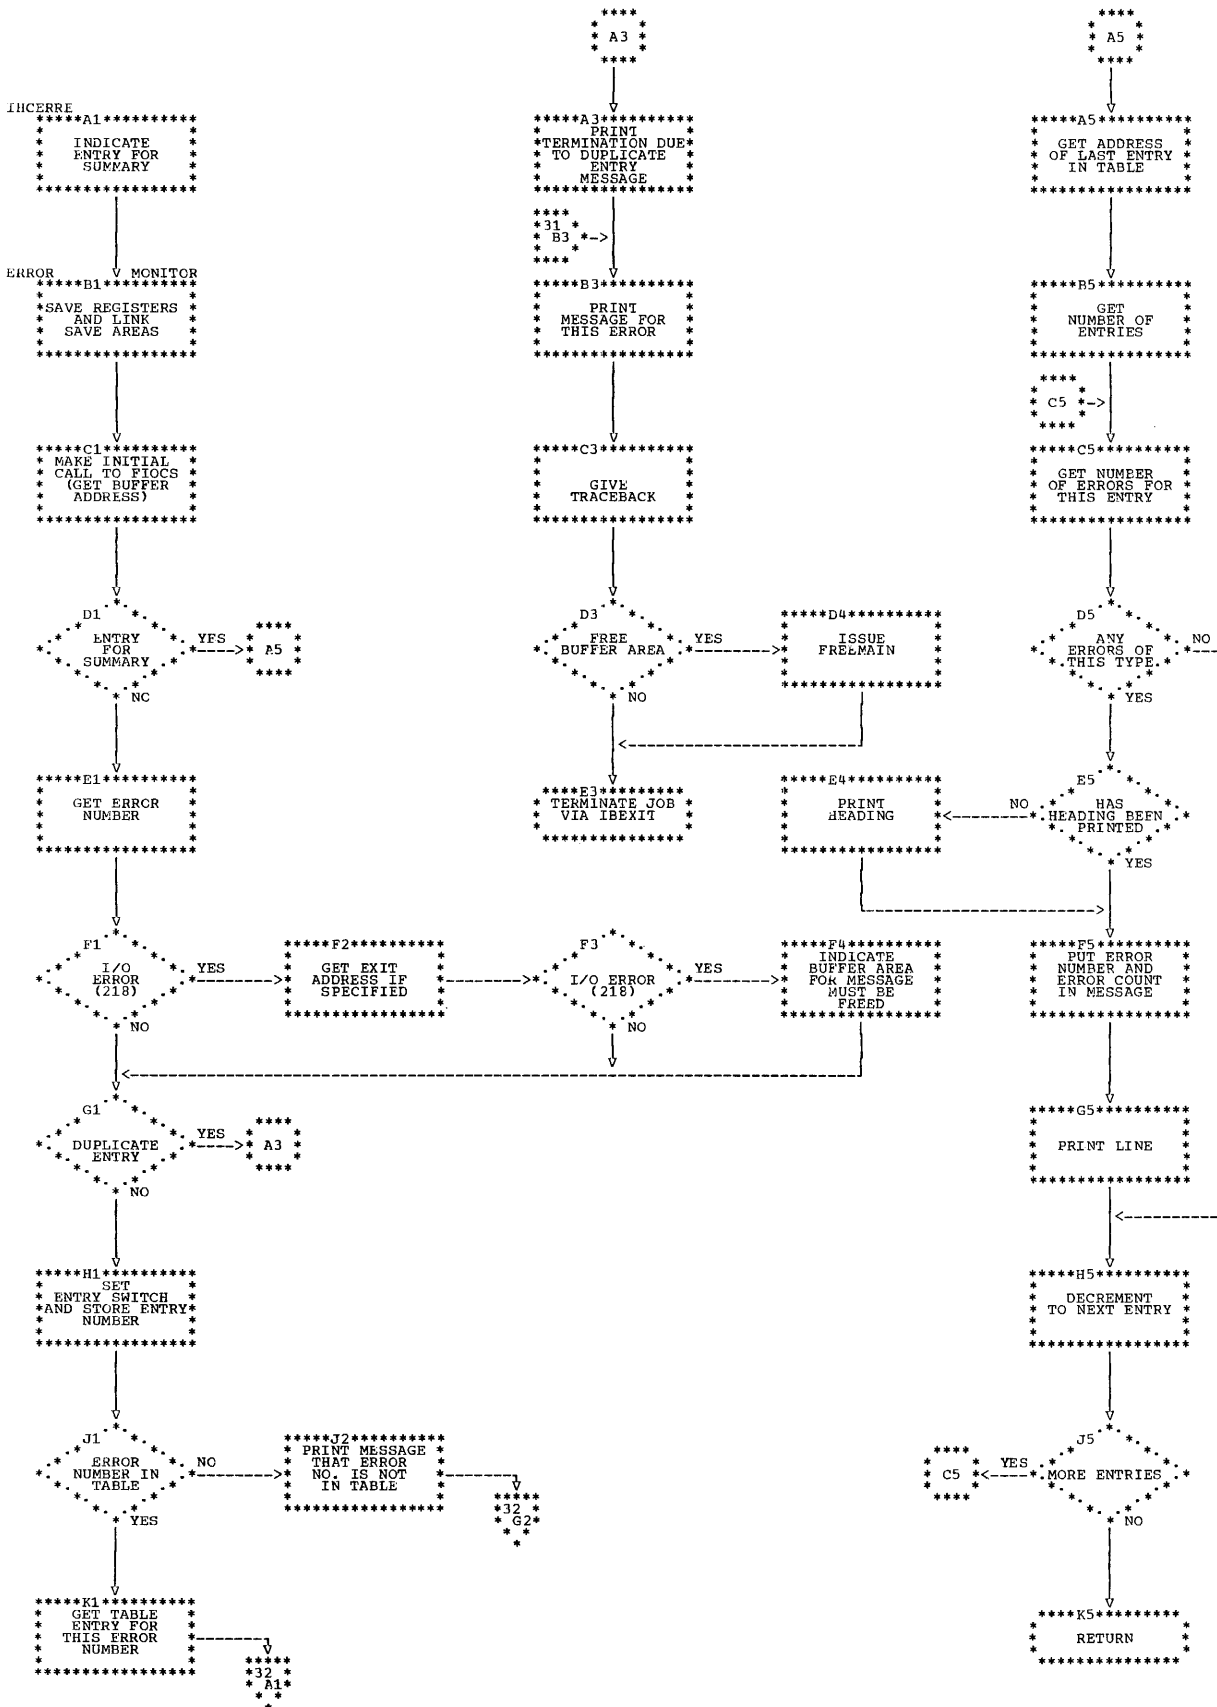 A3
A5
IHCERRE
A1
INDICATE
ENTRY FOR
SUMMARY
ERROR MONITOR
B1
SAVE REGISTERS
AND LINK
SAVE AREAS
C1
MAKE INITIAL
CALL TO FIOCS
(GET BUFFER
ADDRESS)
D1
ENTRY
FOR
SUMMARY
YES
A5
NO
E1
GET ERROR
NUMBER
F1
I/O
ERROR
(218)
YES
NO
F2
GET EXIT
ADDRESS IF
SPECIFIED
F3
I/O ERROR
(218)
YES
NO
F4
INDICATE
BUFFER AREA
FOR MESSAGE
MUST BE
FREED
G1
DUPLICATE
ENTRY
YES
A3
NO
H1
SET
ENTRY SWITCH
AND STORE ENTRY
NUMBER
J1
ERROR
NUMBER IN
TABLE
NO
YES
J2
PRINT MESSAGE
THAT ERROR
NO. IS NOT
IN TABLE
32
G2
K1
GET TABLE
ENTRY FOR
THIS ERROR
NUMBER
32
A1
A3
PRINT
TERMINATION DUE
TO DUPLICATE
ENTRY
MESSAGE
31
B3
B3
PRINT
MESSAGE FOR
THIS ERROR
C3
GIVE
TRACEBACK
D3
FREE
BUFFER AREA
YES
NO
D4
ISSUE
FREEMAIN
E3
TERMINATE JOB
VIA IBEXIT
A5
GET ADDRESS
OF LAST ENTRY
IN TABLE
B5
GET
NUMBER OF
ENTRIES
C5
C5
GET NUMBER
OF ERRORS FOR
THIS ENTRY
D5
ANY
ERRORS OF
THIS TYPE
NO
YES
E5
HAS
HEADING BEEN
PRINTED
NO
YES
E4
PRINT
HEADING
F5
PUT ERROR
NUMBER AND
ERROR COUNT
IN MESSAGE
G5
PRINT LINE
H5
DECREMENT
TO NEXT ENTRY
J5
MORE ENTRIES
YES
C5
NO
K5
RETURN